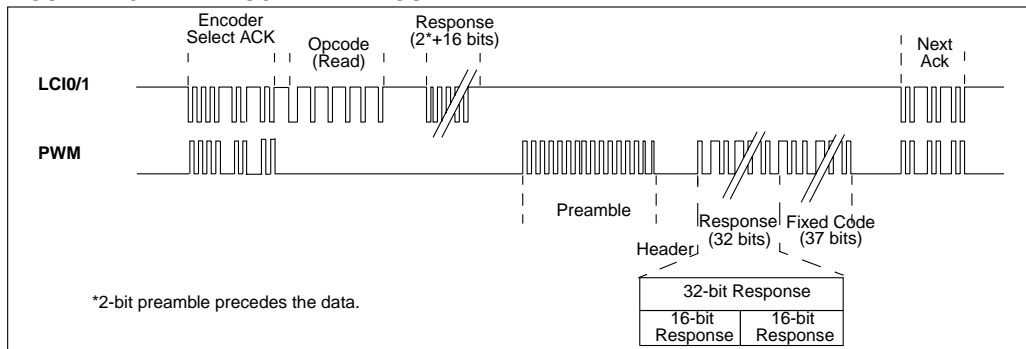 Encoder
Select ACK
Opcode
(Read)
Response
(2*+16 bits)
Next
Ack
LCI0/1
PWM
Preamble
Header
Response
(32 bits)
Fixed Code
(37 bits)
*2-bit preamble precedes the data.
32-bit Response
16-bit
Response
16-bit
Response